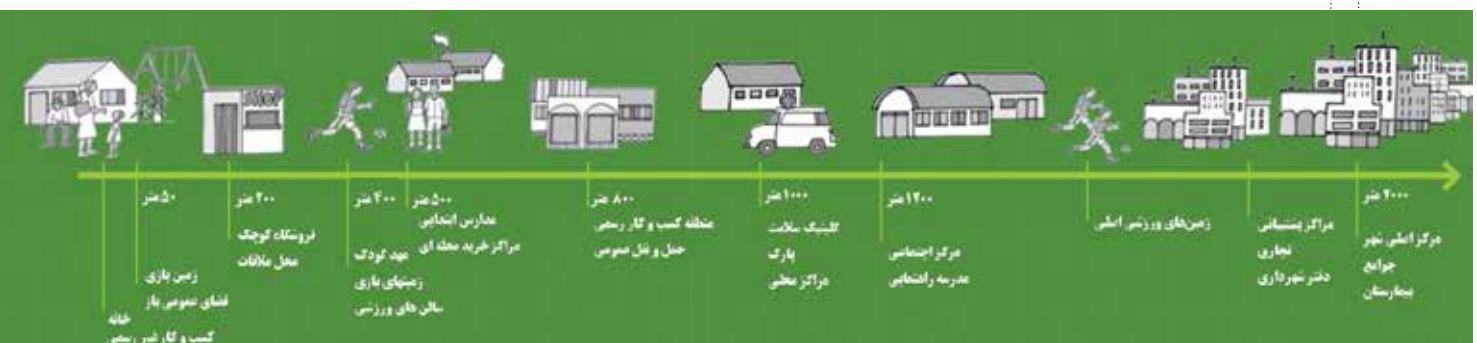 خانه
کسب و کار غیر رسمی
۵۰ متر
زمین بازی
فضای عمومی باز
۲۰۰ متر
فروشگاه کوچک
محل ملاقات
۴۰۰ متر
مهد کودک
زمینهای بازی
سالن های ورزشی
۵۰۰ متر
مدارس ابتدایی
مراکز خرید محله ای
۸۰۰ متر
منطقه کسب و کار رسمی
حمل و نقل عمومی
۱۰۰۰ متر
کلینیک سلامت
پارک
مراکز محلی
۱۲۰۰ متر
مرکز اجتماعی
مدرسه راهنمایی
زمین‌های ورزشی اصلی
مراکز پشتیبانی
تجاری
دفتر شهرداری
۲۰۰۰ متر
مرکز اصلی شهر
جوامع
بیمارستان